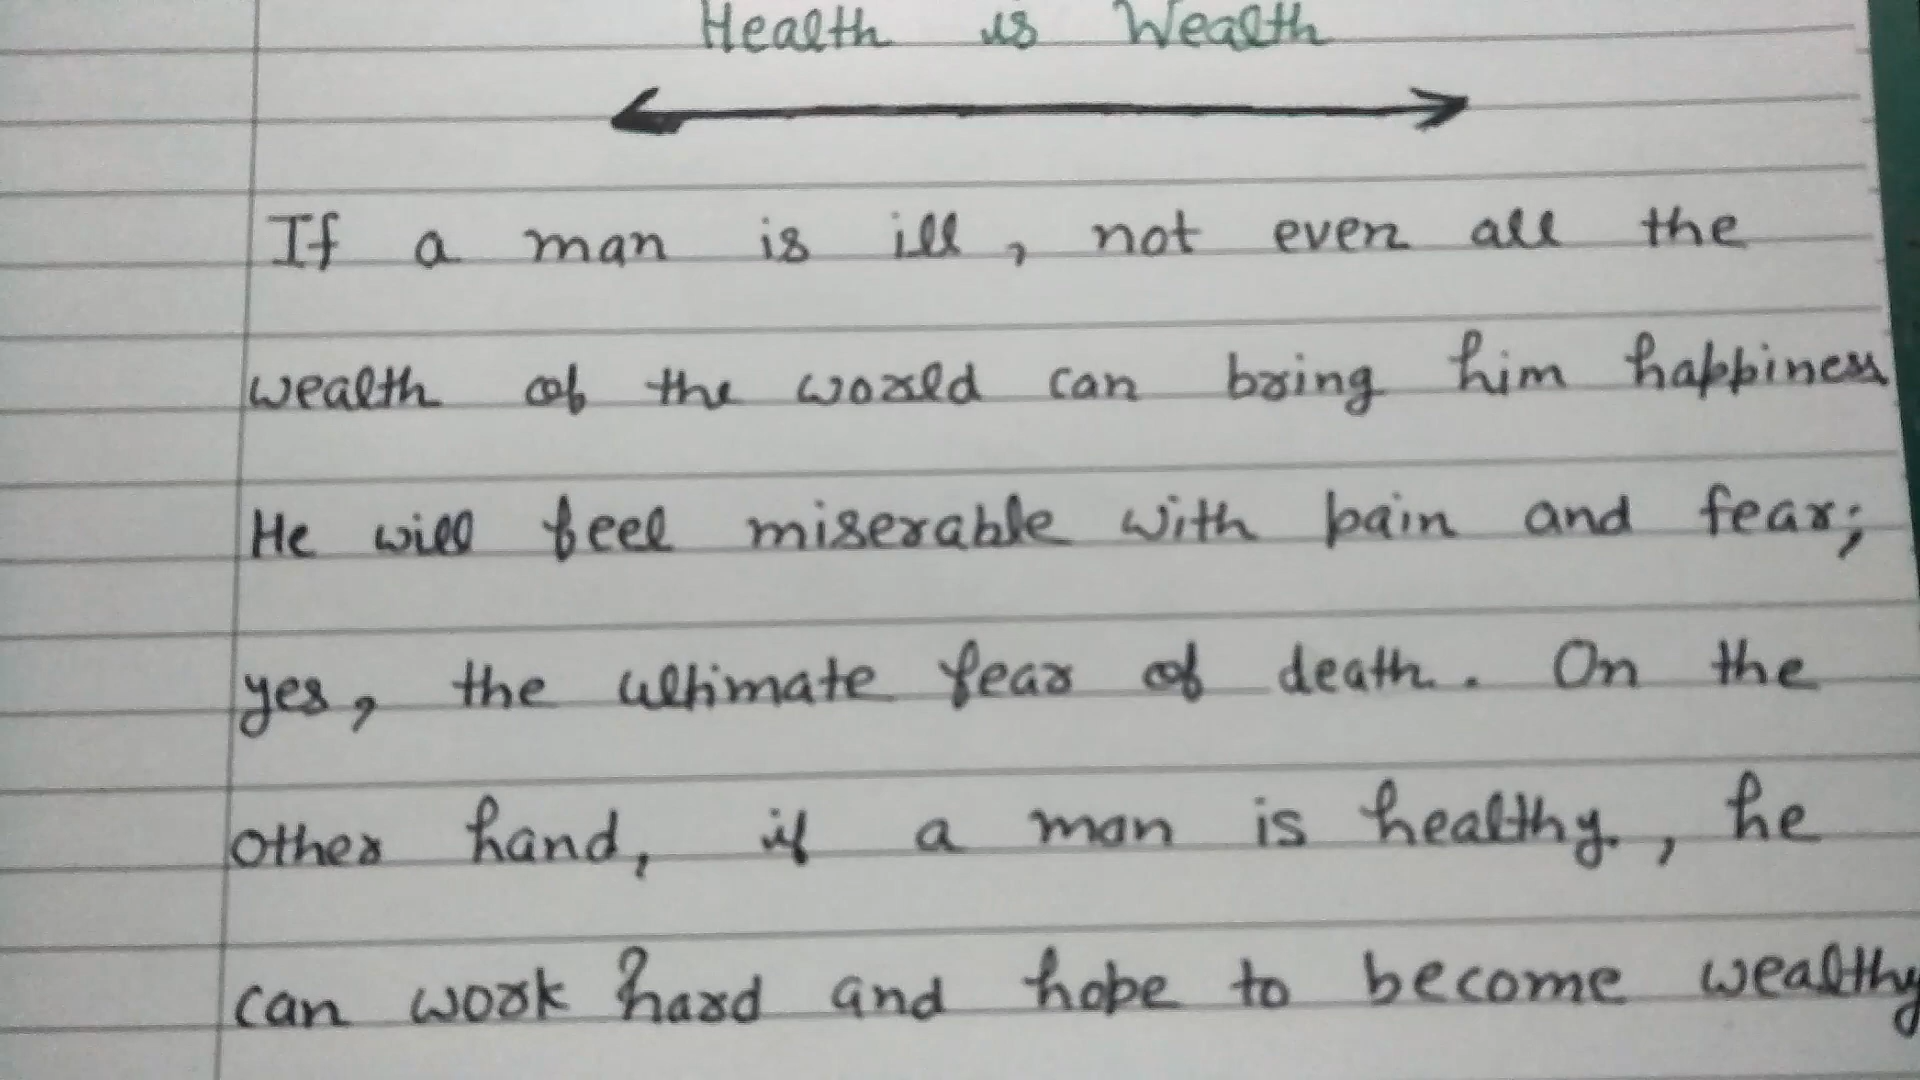 Health is Wealth
If a man is ill, not even all the
wealth of the world can bring him happiness
He will feel miserable with pain and fear;
yes, the ultimate fear of death. On the
other hand, if a man is healthy, he
can work hard and hope to become wealthy